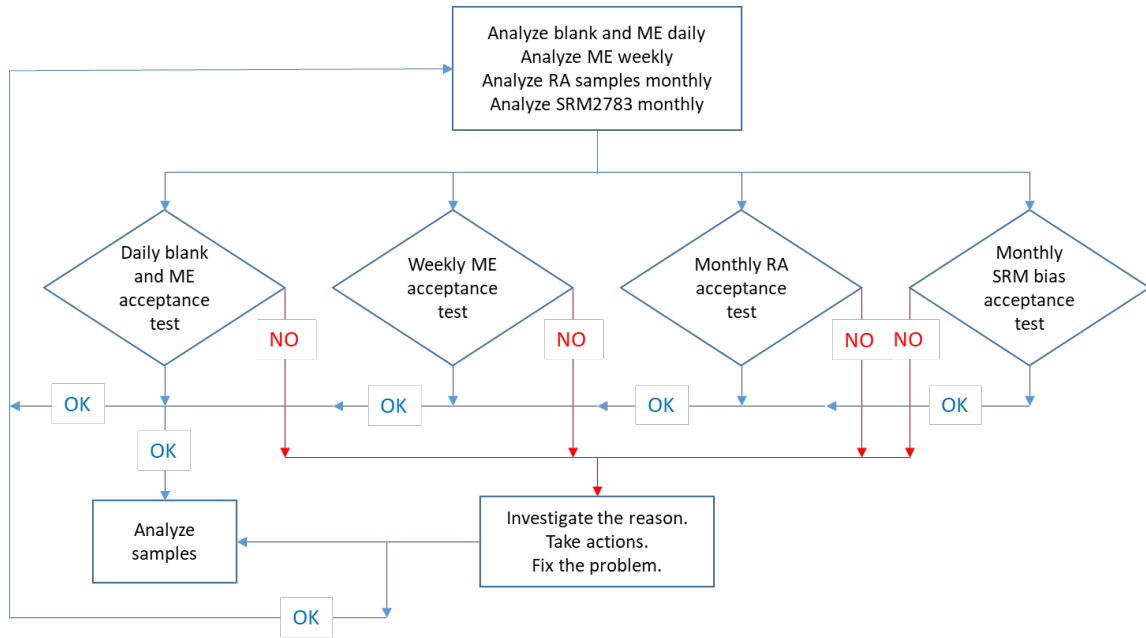 Analyze blank and ME daily
Analyze ME weekly
Analyze RA samples monthly
Analyze SRM2783 monthly
Daily blank
and ME
acceptance
test
Weekly ME
acceptance
test
Monthly RA
acceptance
test
Monthly
SRM bias
acceptance
test
NO
NO
NO
NO
OK
OK
OK
OK
OK
Analyze
samples
Investigate the reason.
Take actions.
Fix the problem.
OK